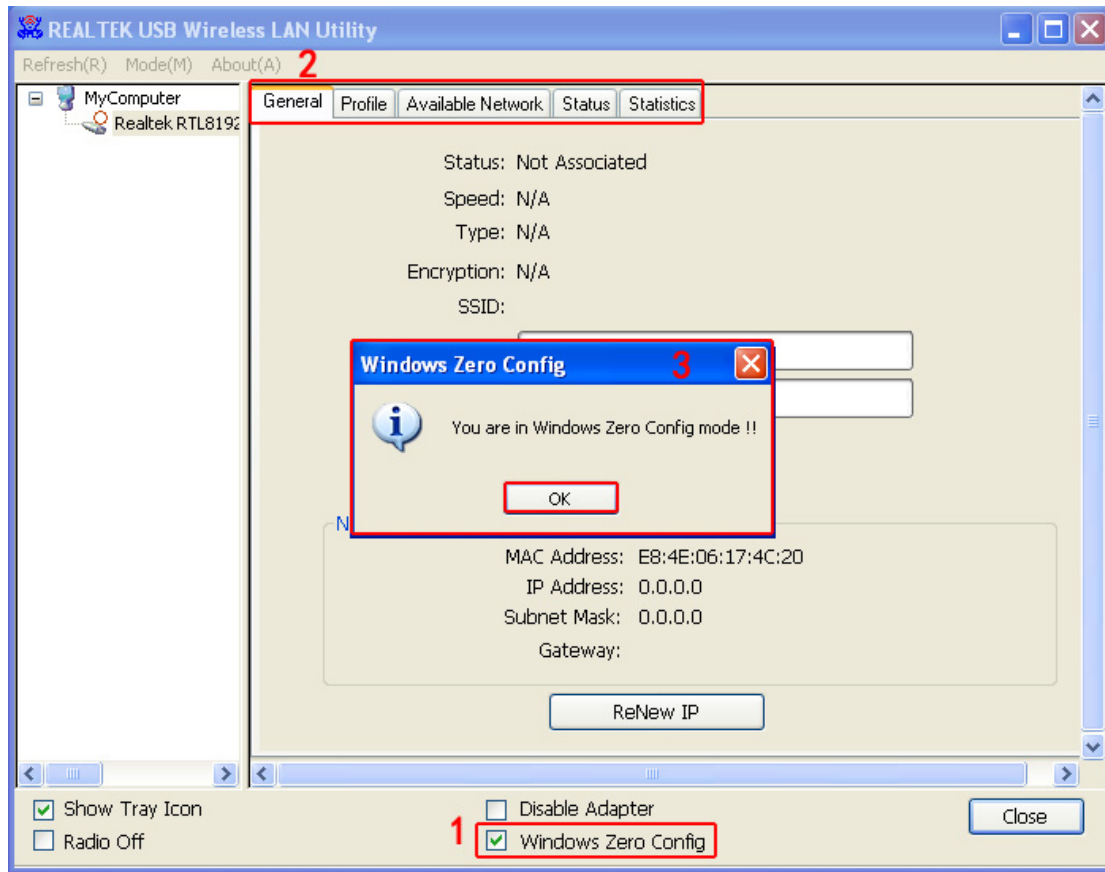 REALTEK USB Wireless LAN Utility
Refresh(R) Mode(M) About(A) 2
MyComputer
Realtek RTL8192
General Profile Available Network Status Statistics
Status: Not Associated
Speed: N/A
Type: N/A
Encryption: N/A
SSID:
Windows Zero Config 3
You are in Windows Zero Config mode !!
OK
N
MAC Address: E8:4E:06:17:4C:20
IP Address: 0.0.0.0
Subnet Mask: 0.0.0.0
Gateway:
ReNew IP
Show Tray Icon
Radio Off
Disable Adapter
1 Windows Zero Config
Close